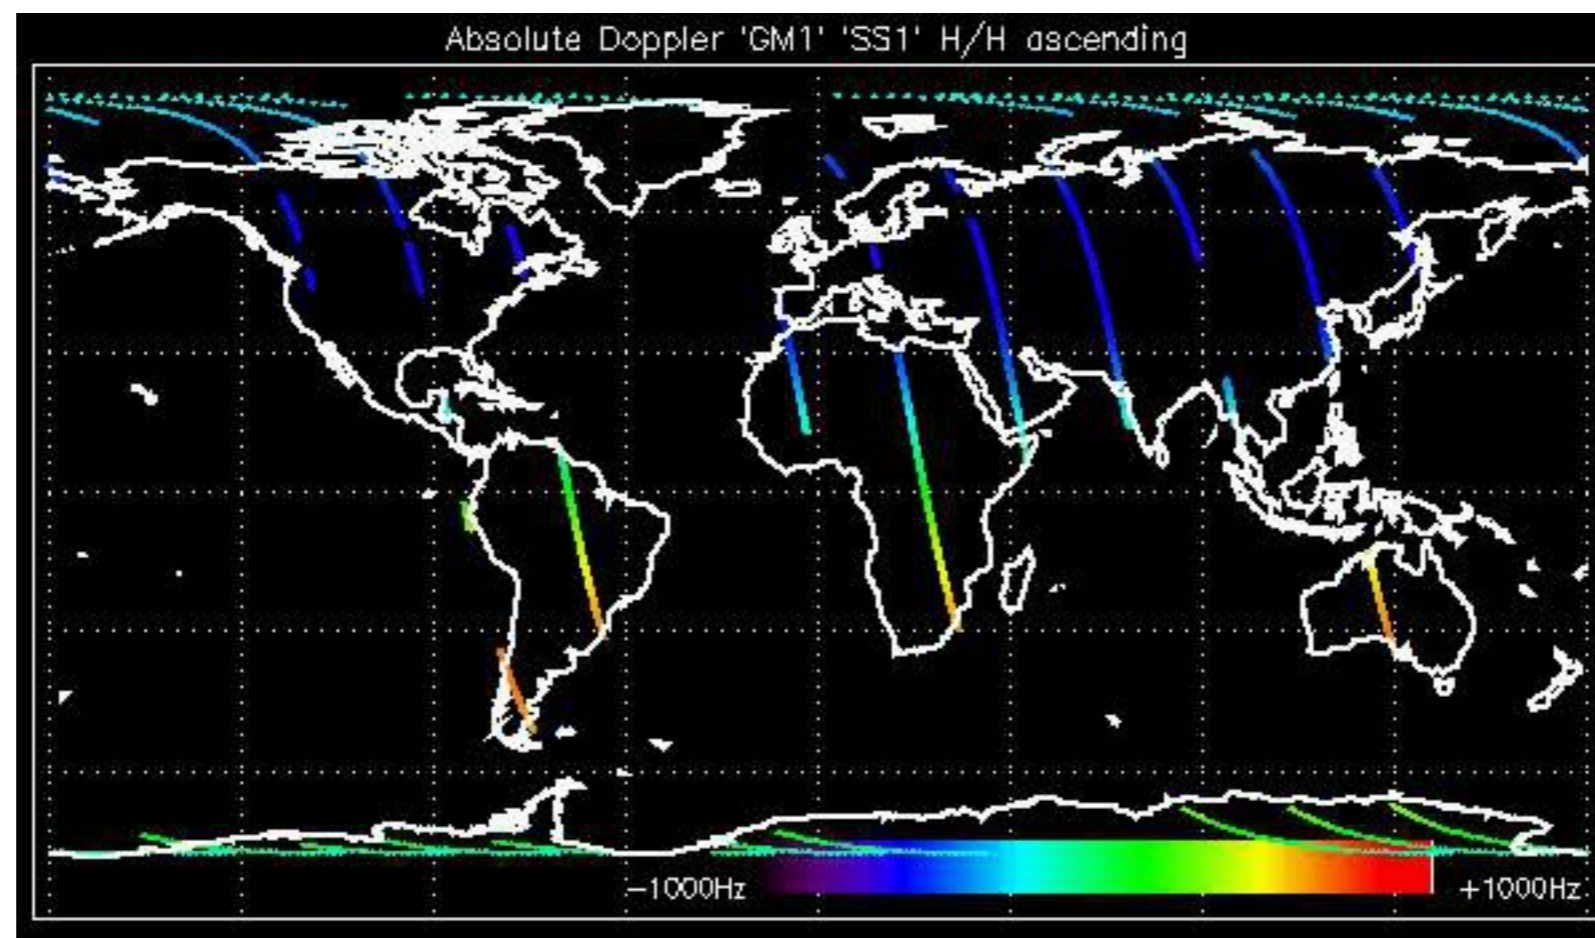 Absolute Doppler 'GM1' 'SS1' H/H ascending
−1000Hz
+1000Hz